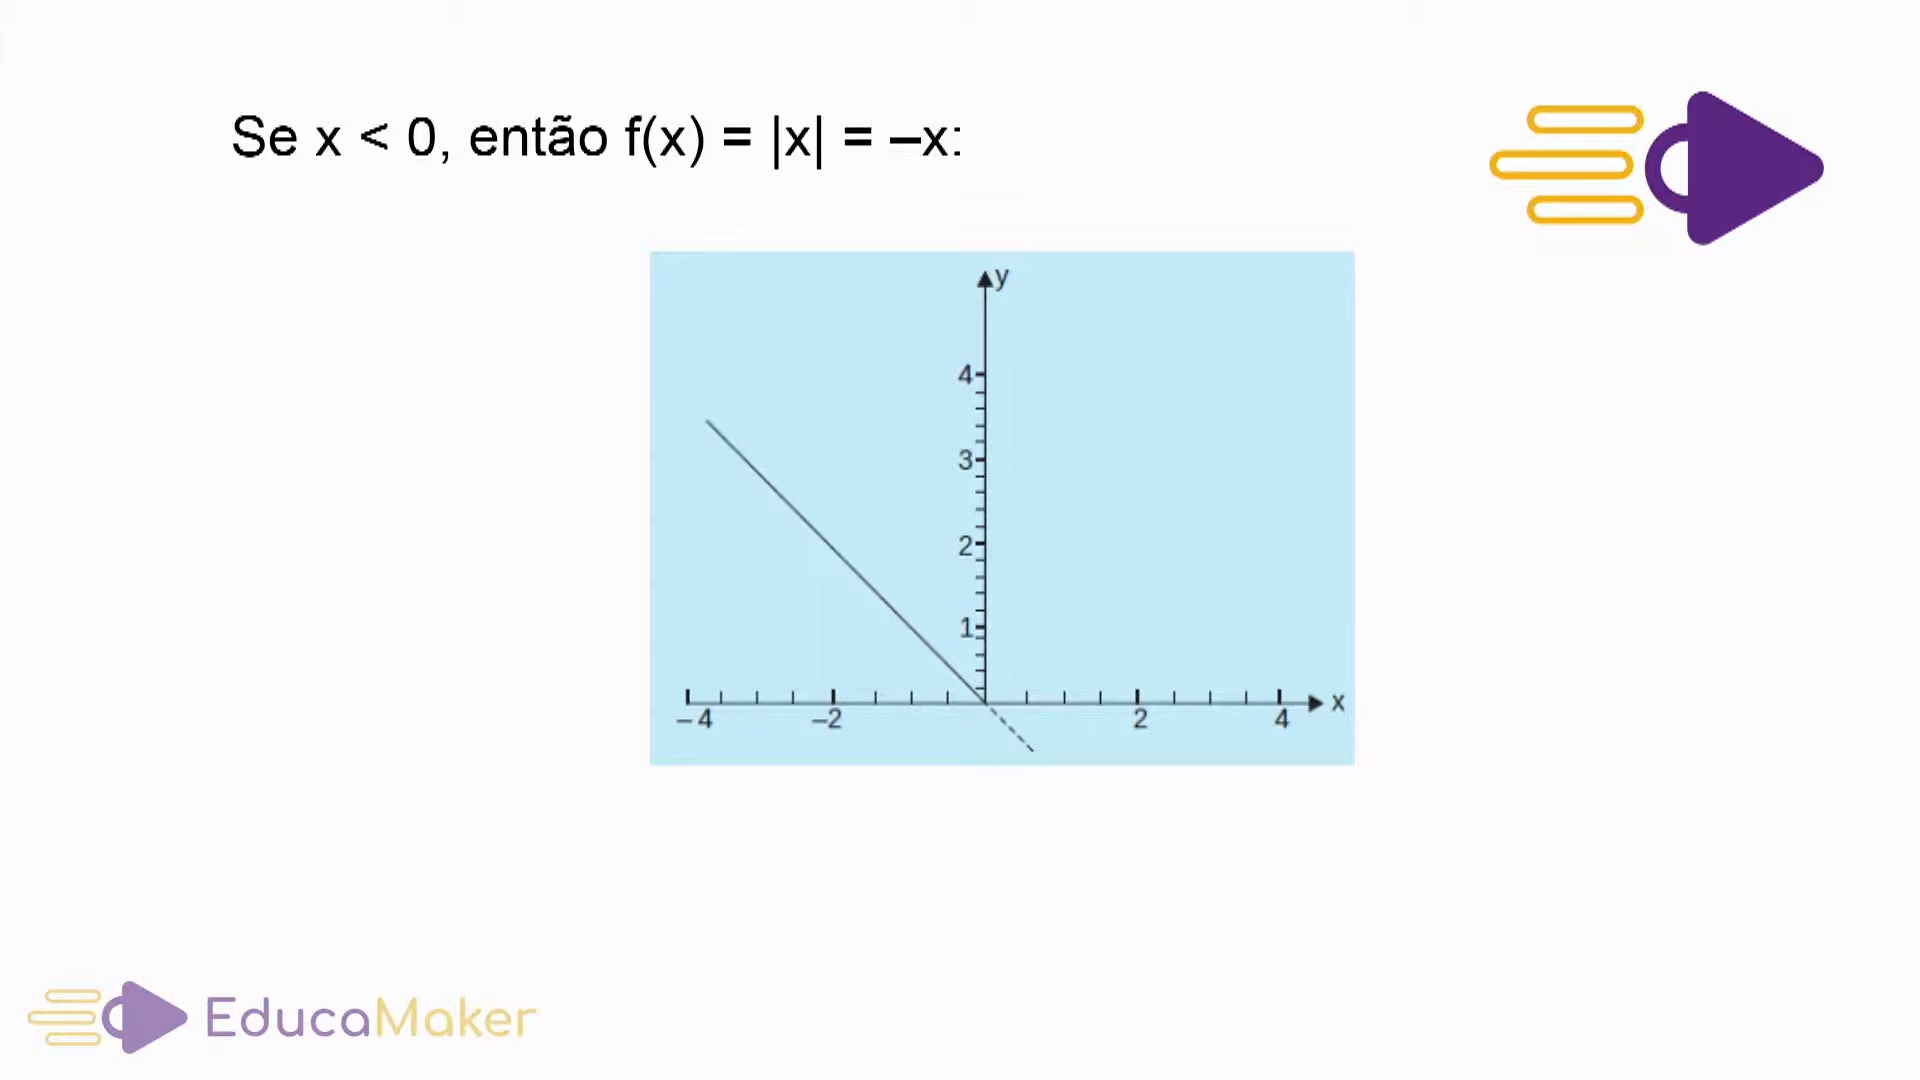 Se x < 0, então f(x) = |x| = –x:
y
4
3
2
1
–4
–2
2
4
x
EducaMaker